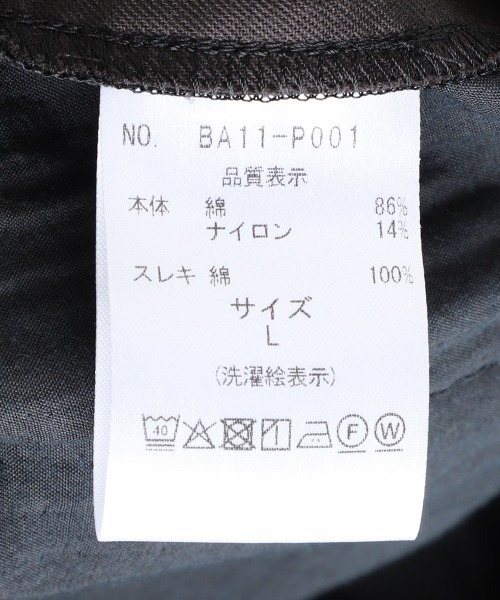 NO. BA11-P001
品質表示
本体 綿 86%
ナイロン 14%
スレキ 綿 100%
サイズ
L
(洗濯絵表示)
40 F W